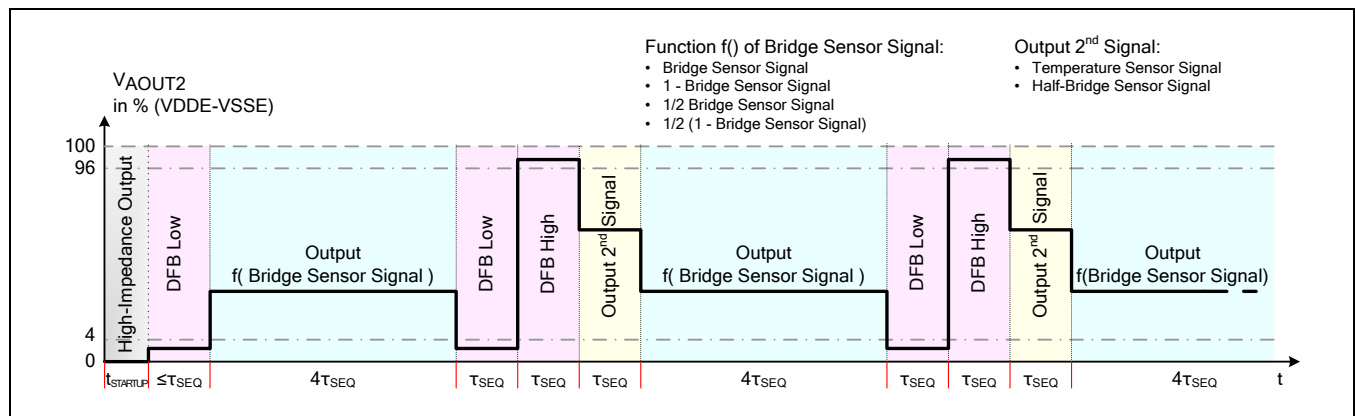 Function f() of Bridge Sensor Signal:
• Bridge Sensor Signal
• 1 - Bridge Sensor Signal
• 1/2 Bridge Sensor Signal
• 1/2 (1 - Bridge Sensor Signal)
Output 2nd Signal:
• Temperature Sensor Signal
• Half-Bridge Sensor Signal
VAOUT2
in % (VDDE-VSSE)
100
96
4
0
High-Impedance Output
DFB Low
Output
f( Bridge Sensor Signal )
DFB Low
DFB High
Output 2nd Signal
Output
f( Bridge Sensor Signal )
DFB Low
DFB High
Output 2nd Signal
Output
f(Bridge Sensor Signal)
tSTARTUP
≤τSEQ
4τSEQ
τSEQ
τSEQ
τSEQ
4τSEQ
τSEQ
τSEQ
τSEQ
4τSEQ
t